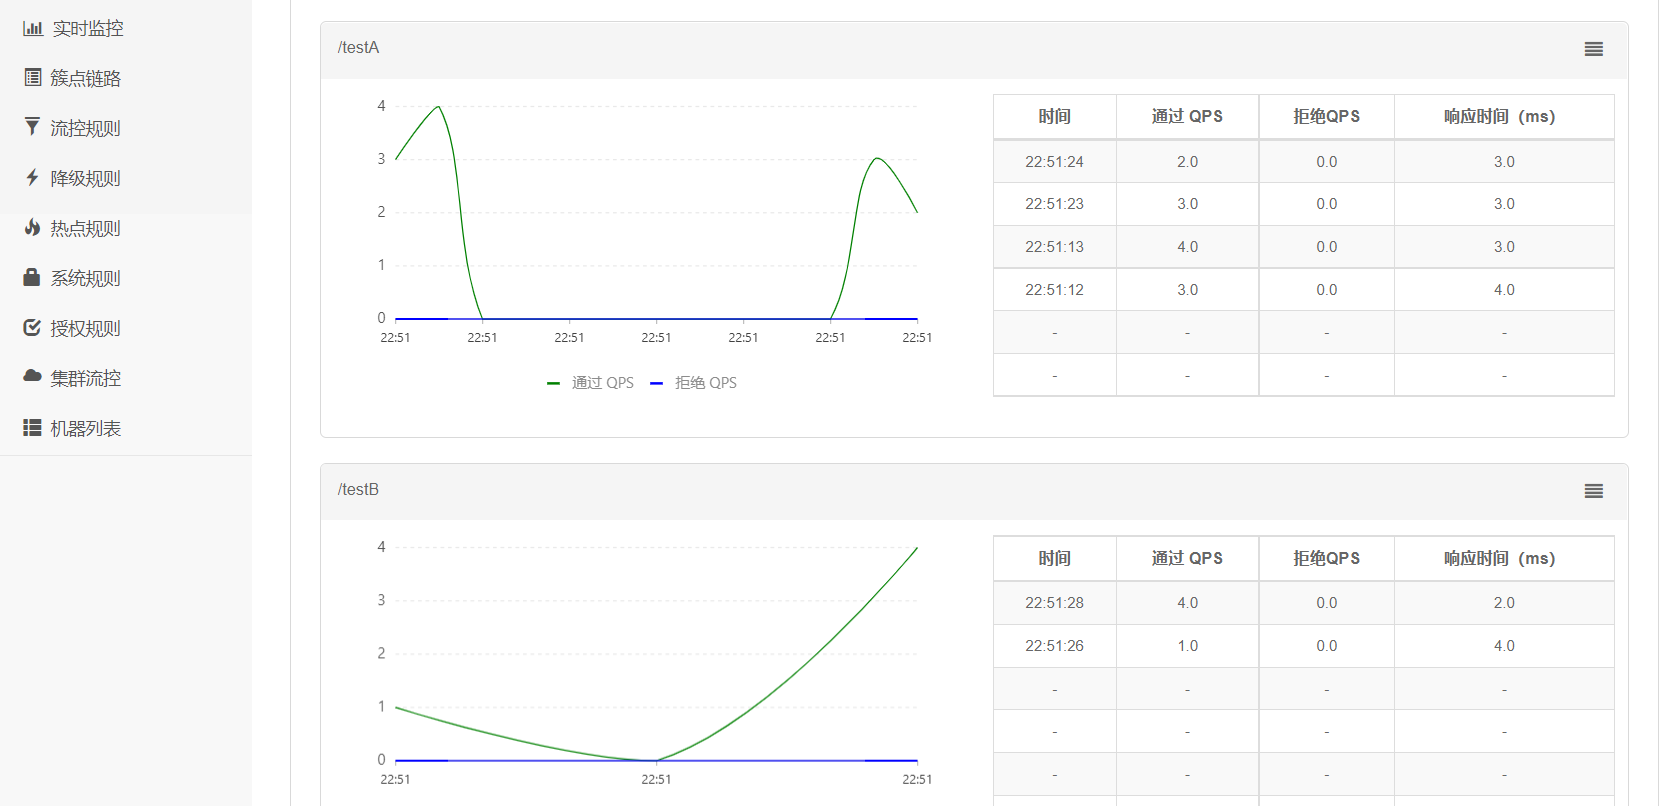 实时监控
簇点链路
流控规则
降级规则
热点规则
系统规则
授权规则
集群流控
机器列表
/testA
4
3
2
1
0
22:51 22:51 22:51 22:51 22:51 22:51 22:51
通过 QPS 拒绝 QPS
时间 通过 QPS 拒绝QPS 响应时间（ms）
22:51:24 2.0 0.0 3.0
22:51:23 3.0 0.0 3.0
22:51:13 4.0 0.0 3.0
22:51:12 3.0 0.0 4.0
- - - -
- - - -
/testB
4
3
2
1
0
22:51 22:51 22:51
时间 通过 QPS 拒绝QPS 响应时间（ms）
22:51:28 4.0 0.0 2.0
22:51:26 1.0 0.0 4.0
- - - -
- - - -
- - - -